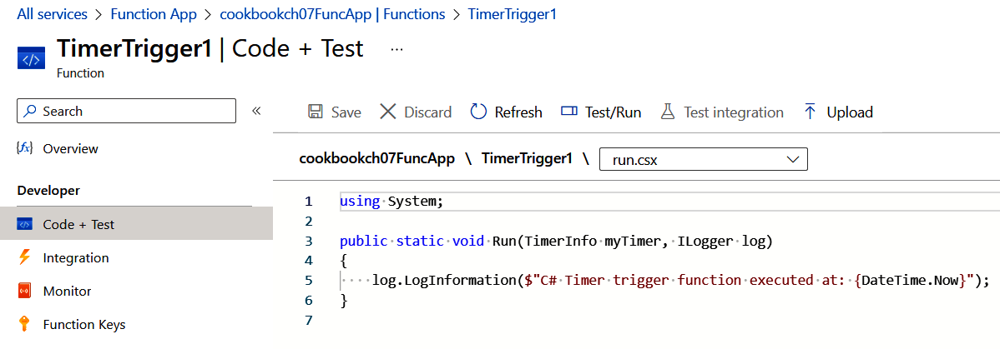 All services > Function App > cookbookch07FuncApp | Functions > TimerTrigger1
TimerTrigger1 | Code + Test ...
Function
Search «
Save Discard Refresh Test/Run Test integration Upload
Overview
cookbookch07FuncApp \ TimerTrigger1 \ run.csx
Developer
Code + Test
Integration
Monitor
Function Keys
1 using System;
2
3 public static void Run(TimerInfo myTimer, ILogger log)
4 {
5     log.LogInformation($"C# Timer trigger function executed at: {DateTime.Now}");
6 }
7